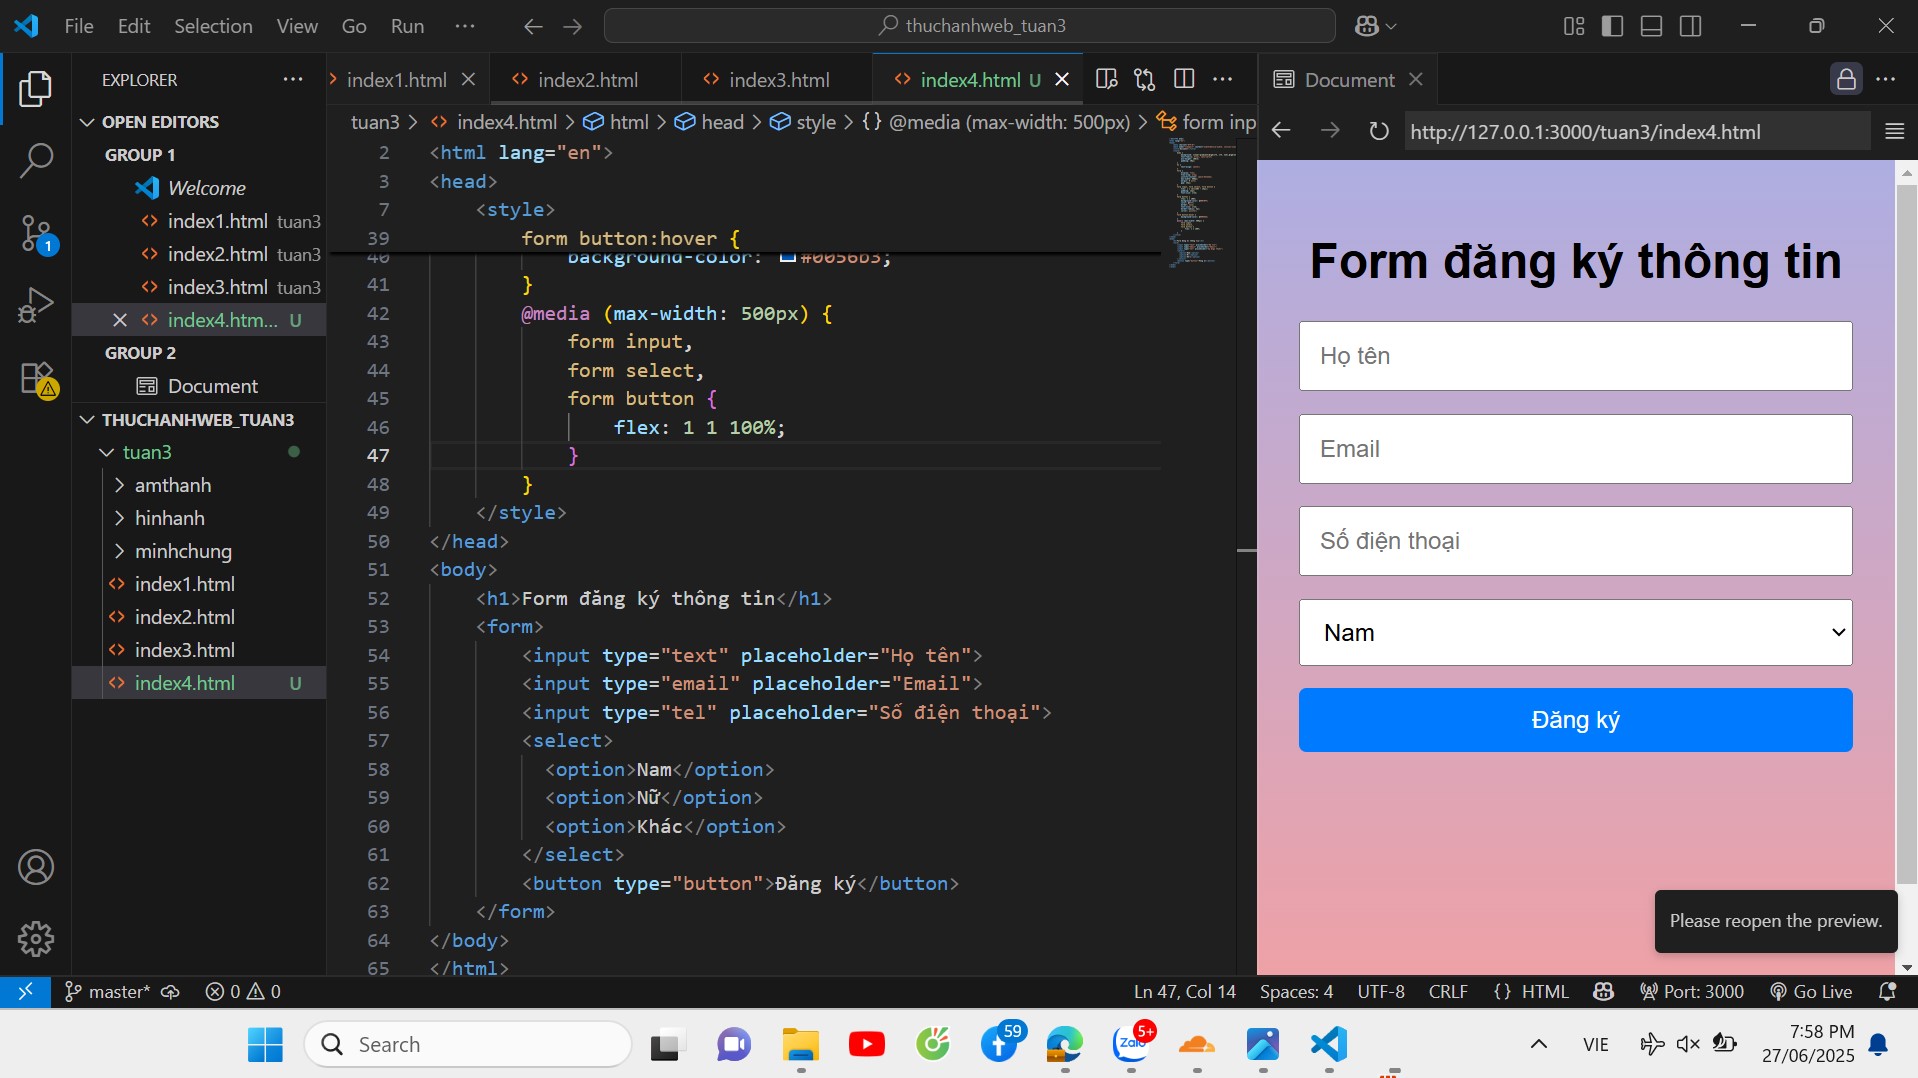 File Edit Selection View Go Run ···
thuchanhweb_tuan3
EXPLORER
OPEN EDITORS
GROUP 1
Welcome
index1.html tuan3
index2.html tuan3
index3.html tuan3
index4.htm... U
GROUP 2
Document
THUCHANHWEB_TUAN3
tuan3
amthanh
hinhanh
minhchung
index1.html
index2.html
index3.html
index4.html U
index1.html
index2.html
index3.html
index4.html U
tuan3 > index4.html > html > head > style > {} @media (max-width: 500px) > form inp
2 <html lang="en">
3 <head>
7 <style>
39 form button:hover {
40 background-color: #0056b3;
41 }
42 @media (max-width: 500px) {
43 form input,
44 form select,
45 form button {
46 flex: 1 1 100%;
47 }
48 }
49 </style>
50 </head>
51 <body>
52 <h1>Form đăng ký thông tin</h1>
53 <form>
54 <input type="text" placeholder="Họ tên">
55 <input type="email" placeholder="Email">
56 <input type="tel" placeholder="Số điện thoại">
57 <select>
58 <option>Nam</option>
59 <option>Nữ</option>
60 <option>Khác</option>
61 </select>
62 <button type="button">Đăng ký</button>
63 </form>
64 </body>
65 </html>
Document
http://127.0.0.1:3000/tuan3/index4.html
Form đăng ký thông tin
Họ tên
Email
Số điện thoại
Nam
Đăng ký
Please reopen the preview.
master* 0 0
Ln 47, Col 14 Spaces: 4 UTF-8 CRLF {} HTML Port: 3000 Go Live
Search
59
Zalo
5+
VIE
7:58 PM
27/06/2025
1